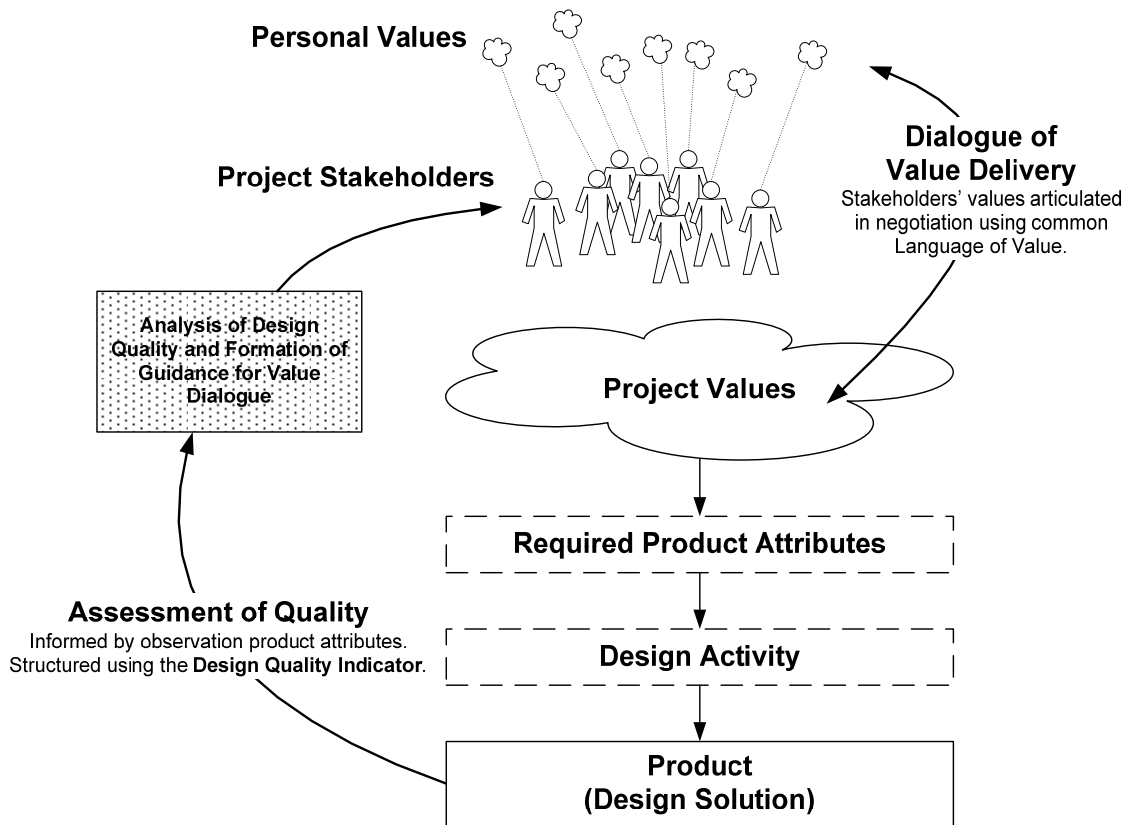 Personal Values
Dialogue of
Value Delivery
Stakeholders' values articulated
in negotiation using common
Language of Value.
Project Stakeholders
Analysis of Design
Quality and Formation of
Guidance for Value
Dialogue
Project Values
Required Product Attributes
Assessment of Quality
Informed by observation product attributes.
Structured using the Design Quality Indicator.
Design Activity
Product
(Design Solution)